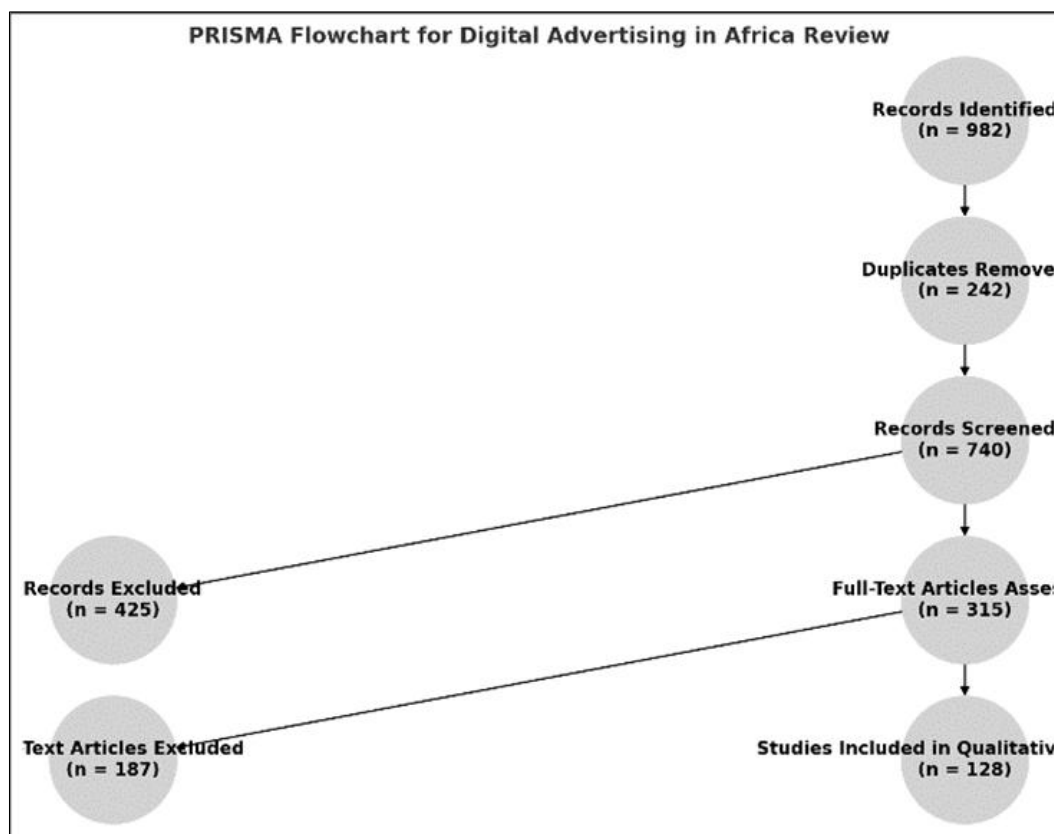 PRISMA Flowchart for Digital Advertising in Africa Review
Records Identified
(n = 982)
Duplicates Remove
(n = 242)
Records Screened
(n = 740)
Records Excluded
(n = 425)
Full-Text Articles Asses
(n = 315)
Text Articles Excluded
(n = 187)
Studies Included in Qualitativ
(n = 128)